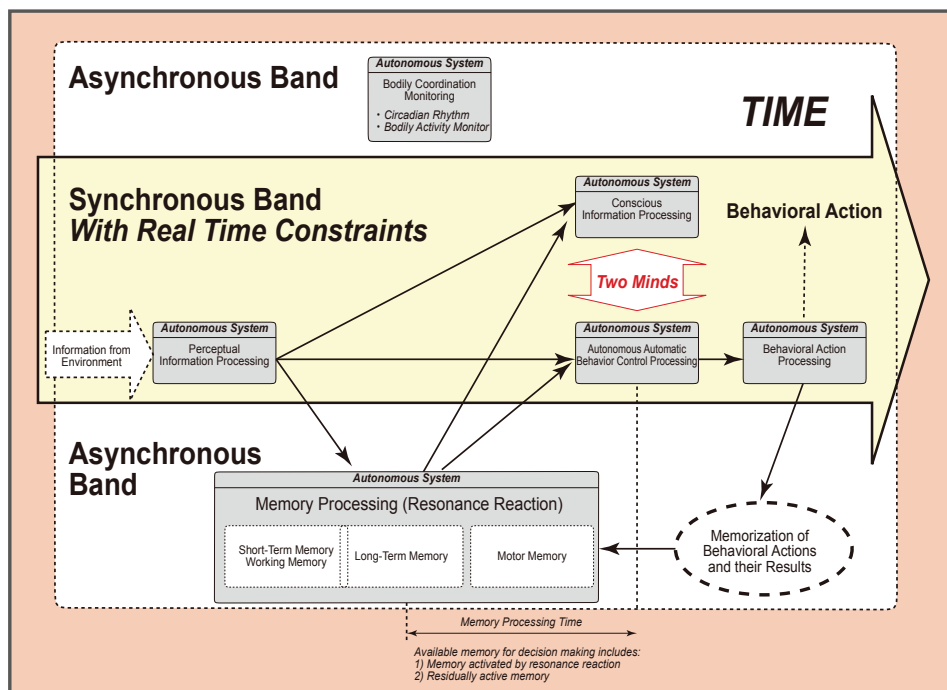 Asynchronous Band
Autonomous System
Bodily Coordination
Monitoring
• Circadian Rhythm
• Bodily Activity Monitor
TIME
Synchronous Band
With Real Time Constraints
Autonomous System
Conscious
Information Processing
Behavioral Action
Two Minds
Information from
Environment
Autonomous System
Perceptual
Information Processing
Autonomous System
Autonomous Automatic
Behavior Control Processing
Autonomous System
Behavioral Action
Processing
Asynchronous
Band
Autonomous System
Memory Processing (Resonance Reaction)
Short-Term Memory
Working Memory
Long-Term Memory
Motor Memory
Memorization of
Behavioral Actions
and their Results
Memory Processing Time
Available memory for decision making includes:
1) Memory activated by resonance reaction
2) Residually active memory